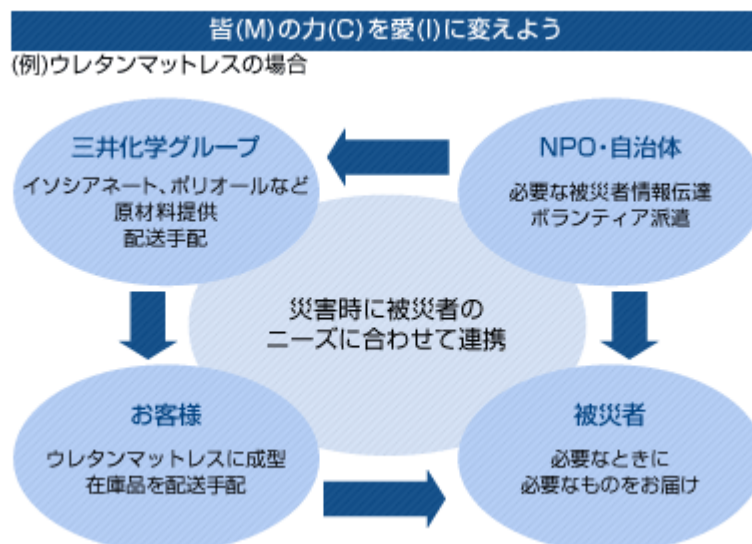 皆(M)の力(C)を愛(I)に変えよう
(例)ウレタンマットレスの場合
三井化学グループ
イソシアネート、ポリオールなど
原材料提供
配送手配
NPO・自治体
必要な被災者情報伝達
ボランティア派遣
災害時に被災者の
ニーズに合わせて連携
お客様
ウレタンマットレスに成型
在庫品を配送手配
被災者
必要なときに
必要なものをお届け